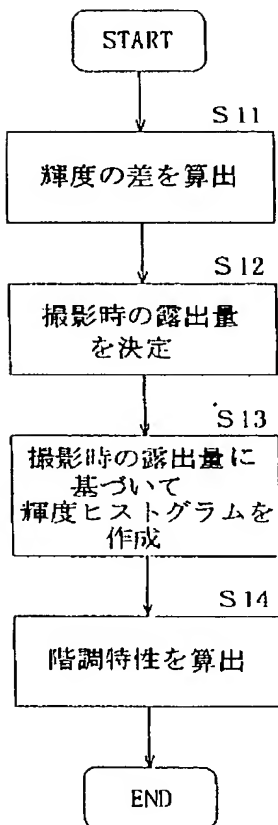 START
S11
輝度の差を算出
S12
撮影時の露出量
を決定
S13
撮影時の露出量に
基づいて
輝度ヒストグラムを
作成
S14
階調特性を算出
END